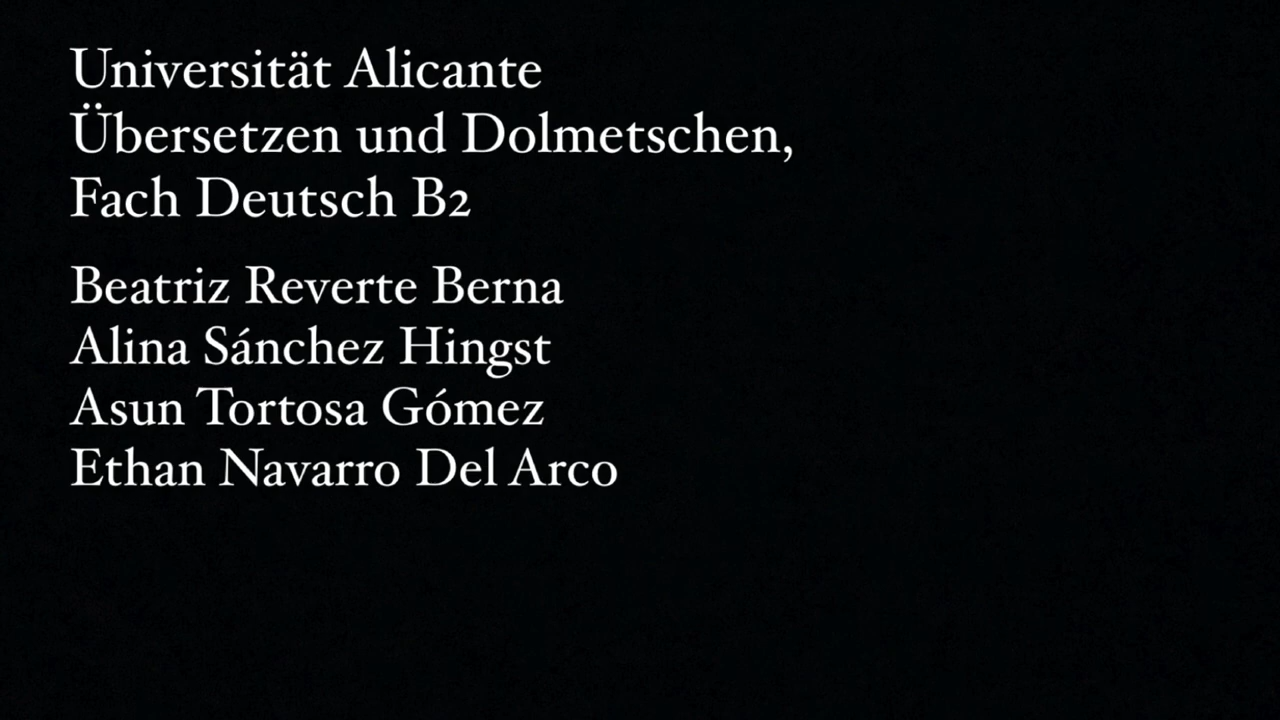 Universität Alicante
Übersetzen und Dolmetschen,
Fach Deutsch B2
Beatriz Reverte Berna
Alina Sánchez Hingst
Asun Tortosa Gómez
Ethan Navarro Del Arco